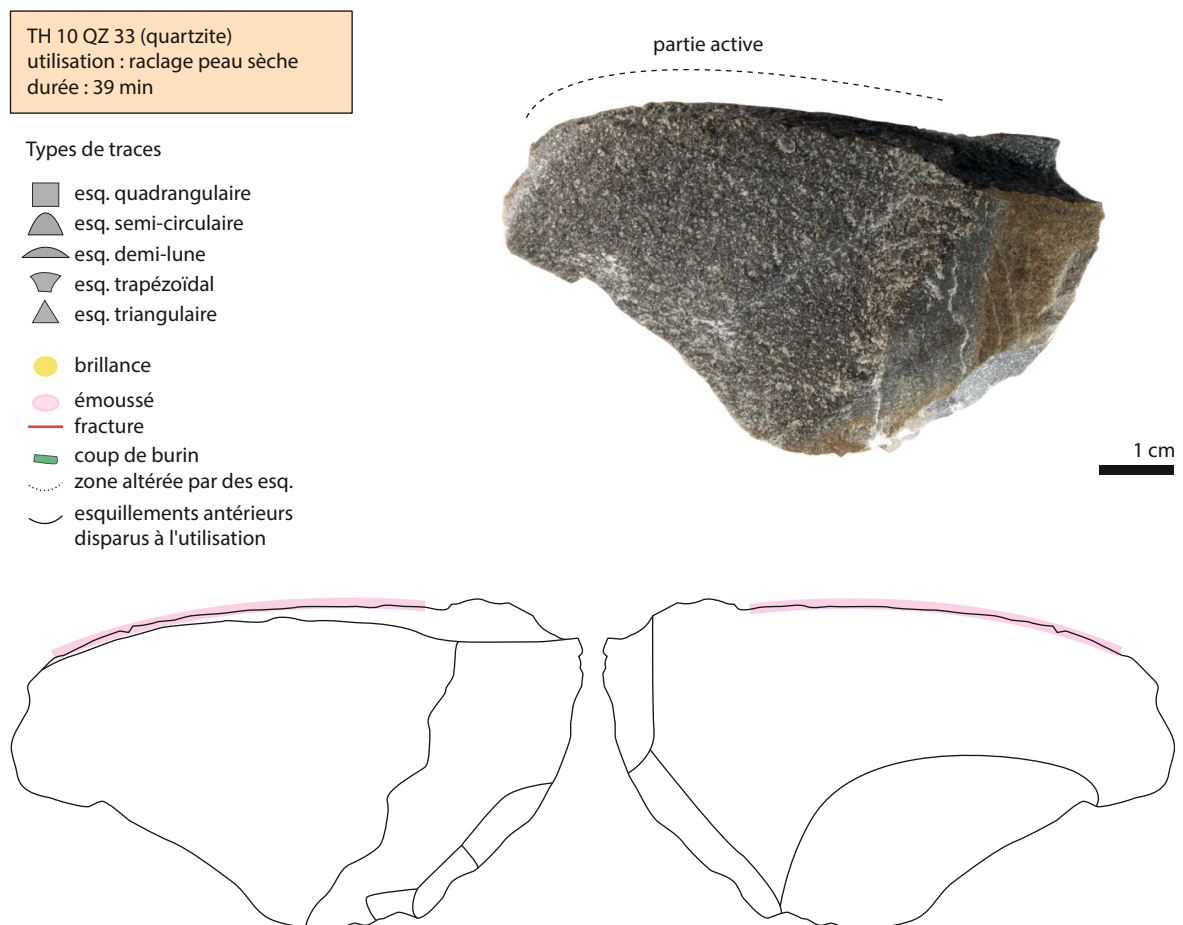 TH 10 QZ 33 (quartzite)
utilisation : raclage peau sèche
durée : 39 min
partie active
Types de traces
esq. quadrangulaire
esq. semi-circulaire
esq. demi-lune
esq. trapézoïdal
esq. triangulaire
brillance
émoussé
fracture
coup de burin
zone altérée par des esq.
esquillements antérieurs
disparus à l'utilisation
1 cm